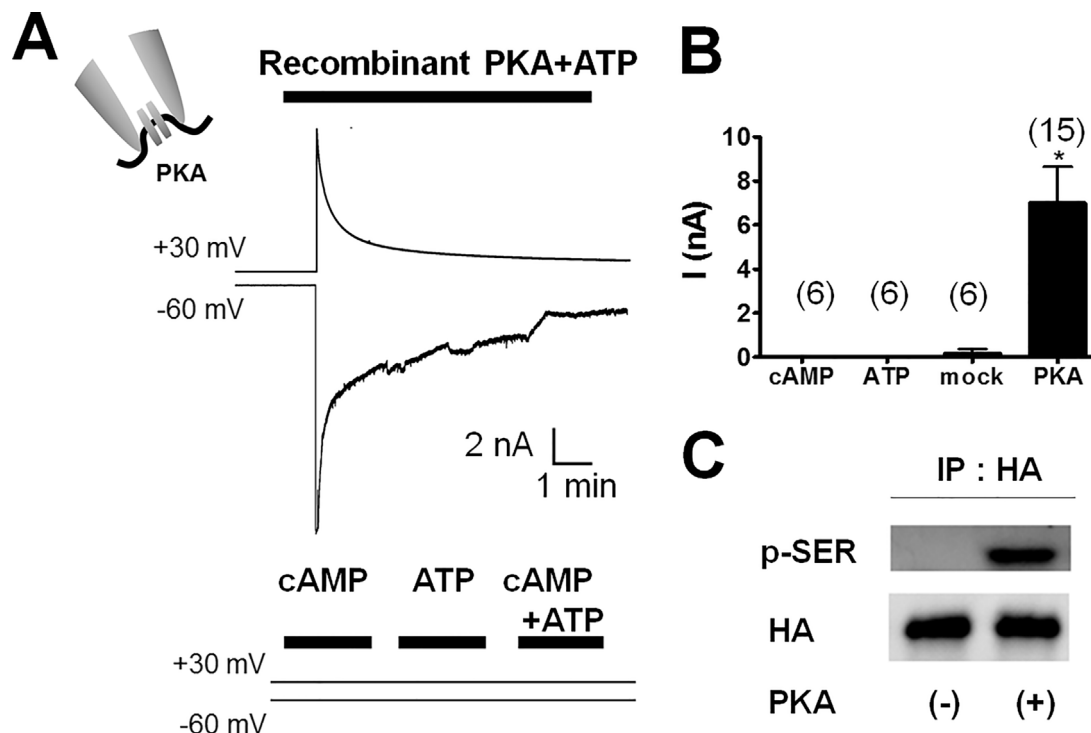 A
Recombinant PKA+ATP
PKA
+30 mV
-60 mV
2 nA
1 min
cAMP ATP cAMP
+ATP
+30 mV
-60 mV
B
I (nA)
10
8
6
4
2
0
(6) (6) (6) (15)
*
cAMP ATP mock PKA
C
IP : HA
p-SER
HA
PKA (-) (+)